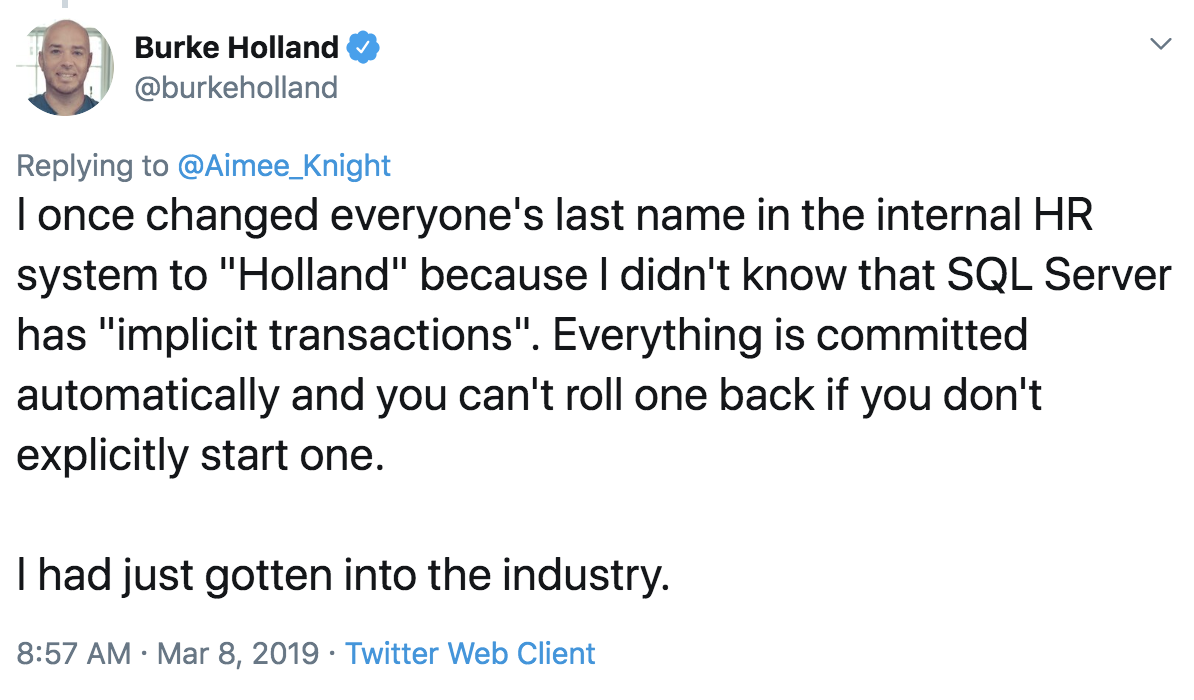 Burke Holland
@burkeholland
Replying to @Aimee_Knight
I once changed everyone's last name in the internal HR
system to "Holland" because I didn't know that SQL Server
has "implicit transactions". Everything is committed
automatically and you can't roll one back if you don't
explicitly start one.
I had just gotten into the industry.
8:57 AM · Mar 8, 2019 · Twitter Web Client